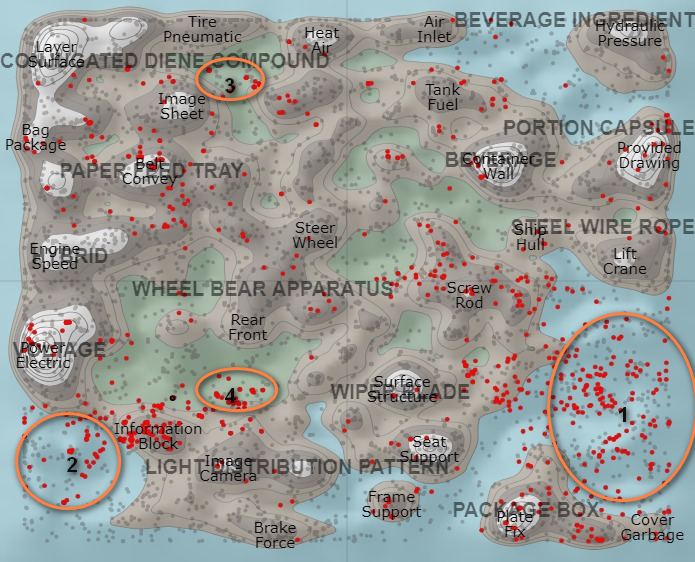 BEVERAGE INGREDIENT
Tire
Pneumatic
Heat
Air
Air
Inlet
Hydraulic
Pressure
Layer
Surface
CONJUGATED DIENE COMPOUND
3
Image
Sheet
Tank
Fuel
Bag
Package
PORTION CAPSULE
Provided
Drawing
Container
Wall
PAPER FEED TRAY
Belt
Convey
STEEL WIRE ROPE
Ship
Hull
Steer
Wheel
Engine
Speed
HYBRID
Lift
Crane
WHEEL BEAR APPARATUS
Screw
Rod
Rear
Front
Power
Electric
Surface
Structure
WIPER BLADE
4
1
Information
Block
Seat
Support
2
Image
Camera
LIGHT DISTRIBUTION PATTERN
Frame
Support
PACKAGE BOX
Plate
Fix
Cover
Garbage
Brake
Force